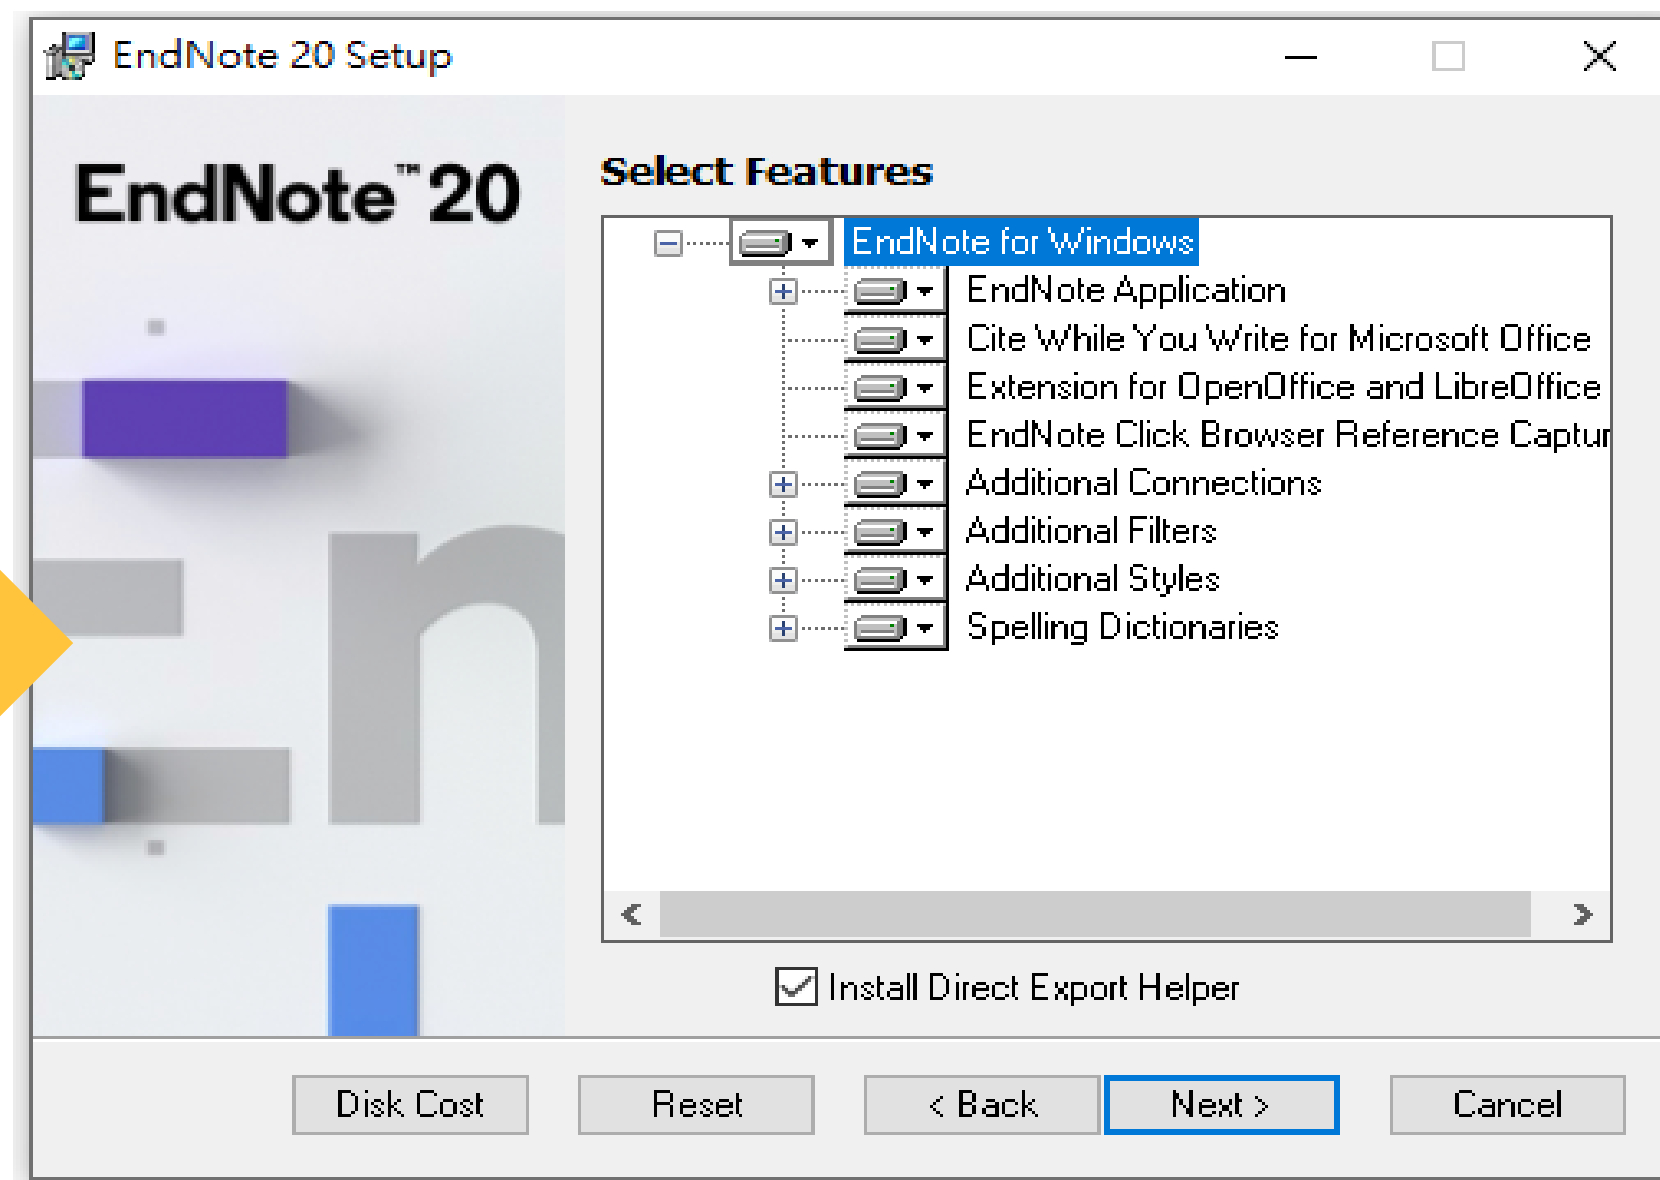 EndNote 20 Setup
EndNote™ 20
Select Features
EndNote for Windows
EndNote Application
Cite While You Write for Microsoft Office
Extension for OpenOffice and LibreOffice
EndNote Click Browser Reference Captur
Additional Connections
Additional Filters
Additional Styles
Spelling Dictionaries
Install Direct Export Helper
Disk Cost Reset < Back Next > Cancel